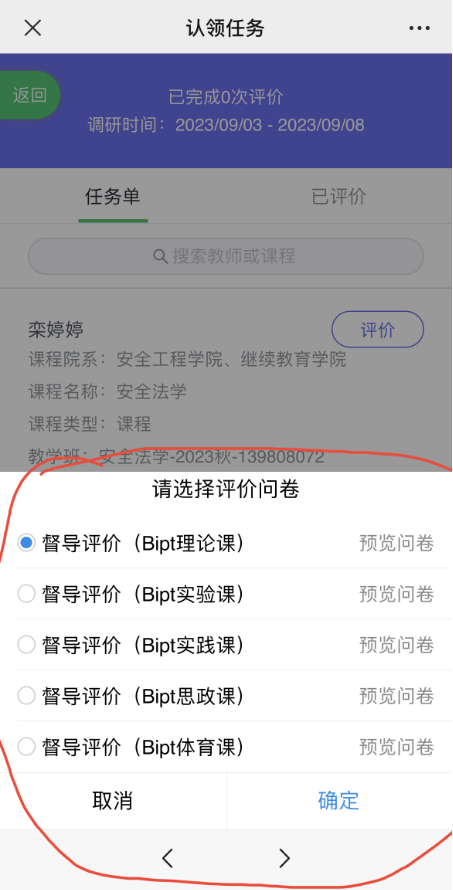 认领任务
返回
已完成0次评价
调研时间：2023/09/03 - 2023/09/08
任务单 已评价
搜索教师或课程
栾婷婷 评价
课程院系：安全工程学院、继续教育学院
课程名称：安全法学
课程类型：课程
教学班：安全法学-2023秋-139808072
请选择评价问卷
督导评价（Bipt理论课） 预览问卷
督导评价（Bipt实验课） 预览问卷
督导评价（Bipt实践课） 预览问卷
督导评价（Bipt思政课） 预览问卷
督导评价（Bipt体育课） 预览问卷
取消 确定